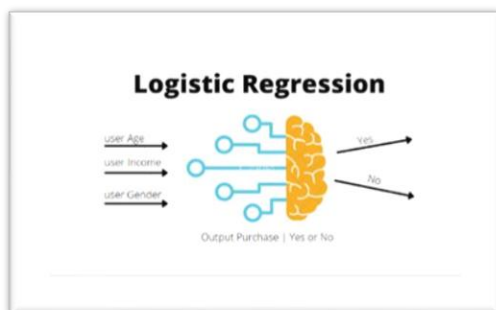 Logistic Regression
user Age
user Income
user Gender
Yes
No
Output Purchase | Yes or No